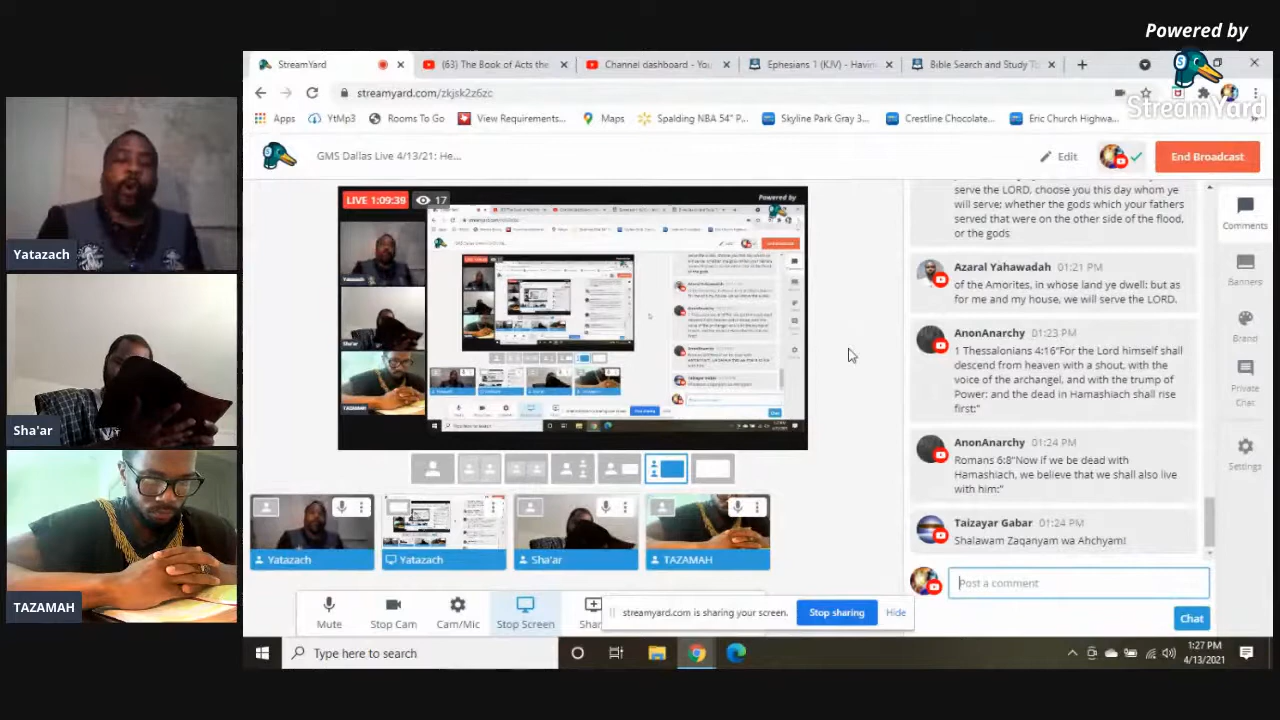 Powered by
StreamYard
Yatazach
Sha'ar
TAZAMAH
StreamYard
(63) The Book of Acts the
Channel dashboard - You
Ephesians 1 (KJV) - Havin
Bible Search and Study To
streamyard.com/zkjsk2z6zc
Apps
YtMp3
Rooms To Go
View Requirements...
Maps
Spalding NBA 54" P...
Skyline Park Gray 3...
Crestline Chocolate...
Eric Church Highwa...
GMS Dallas Live 4/13/21: He...
Edit
End Broadcast
LIVE 1:09:39
17
Powered by
Yatazach
Sha'ar
TAZAMAH
serve the LORD, choose you this day whom ye
will serve; whether the gods which your fathers
served that were on the other side of the flood,
or the gods
Azaral Yahawadah 01:21 PM
of the Amorites, in whose land ye dwell: but as
for me and my house, we will serve the LORD.
AnonAnarchy 01:23 PM
1 Thessalonians 4:16"For the Lord himself shall
descend from heaven with a shout, with the
voice of the archangel, and with the trump of
Power: and the dead in Hamashiach shall rise
first:"
AnonAnarchy 01:24 PM
Romans 6:8"Now if we be dead with
Hamashiach, we believe that we shall also live
with him:"
Taizayar Gabar 01:24 PM
Shalawam Zaqanyam wa Ahchyam!
Post a comment
Chat
Comments
Banners
Brand
Private
Chat
Settings
Yatazach
Yatazach
Sha'ar
TAZAMAH
Mute
Stop Cam
Cam/Mic
Stop Screen
Shar
streamyard.com is sharing your screen.
Stop sharing
Hide
Type here to search
1:27 PM
4/13/2021